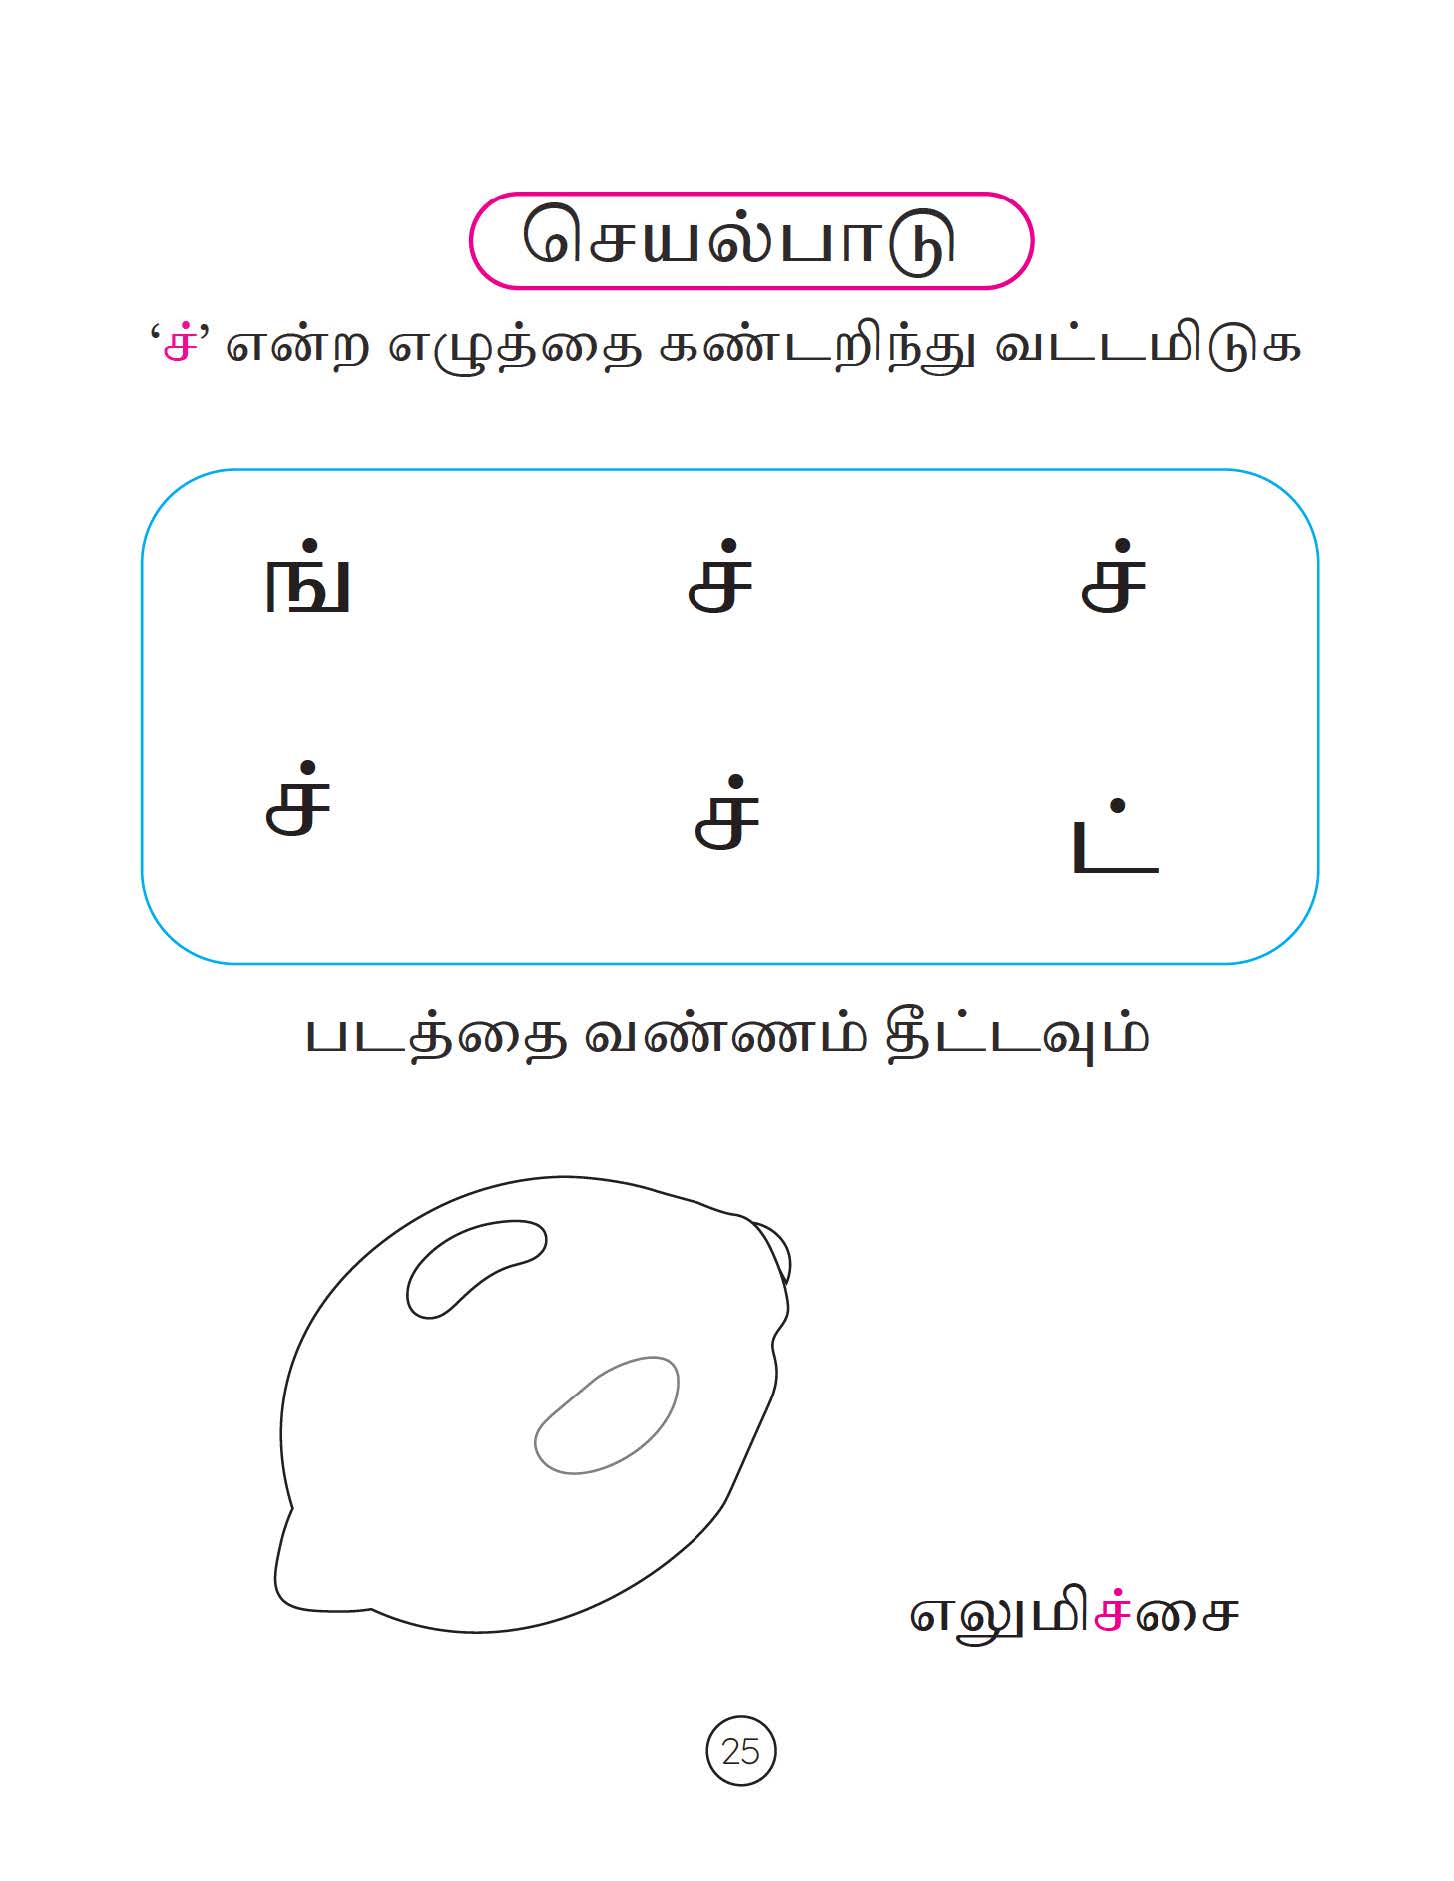 செயல்பாடு
‘ச்’ என்ற எழுத்தை கண்டறிந்து வட்டமிடுக
ங் ச் ச்
ச் ச் ட்
படத்தை வண்ணம் தீட்டவும்
எலுமிச்சை
25